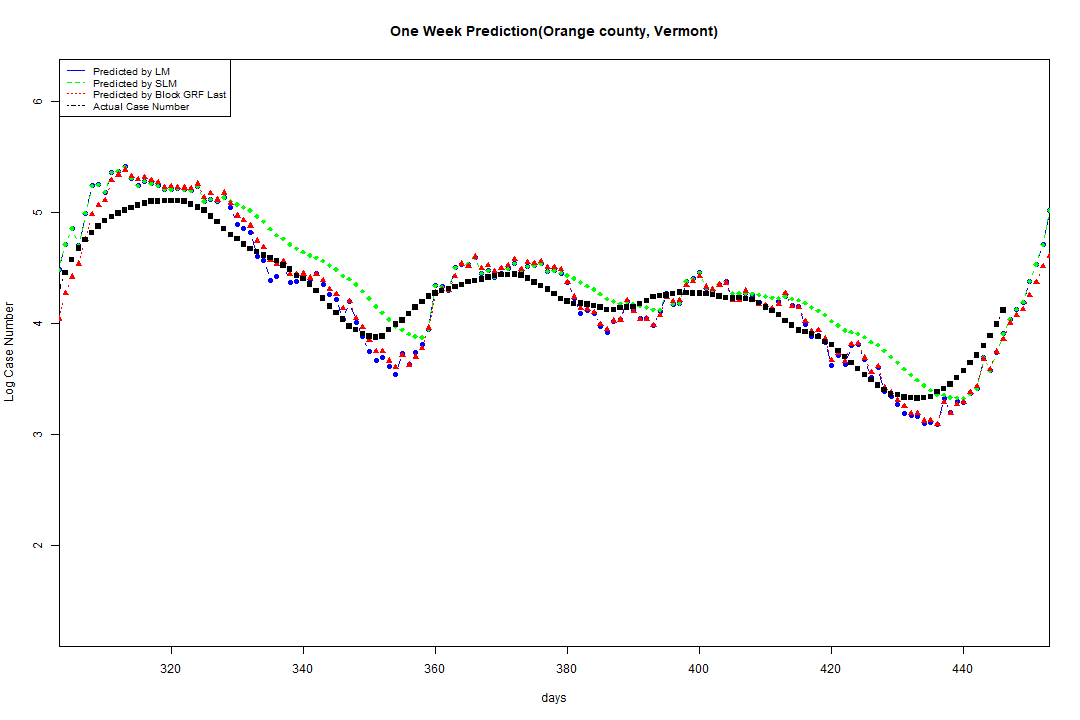 One Week Prediction(Orange county, Vermont)
Predicted by LM
Predicted by SLM
Predicted by Block GRF Last
Actual Case Number
6
5
4
3
2
Log Case Number
320 340 360 380 400 420 440
days